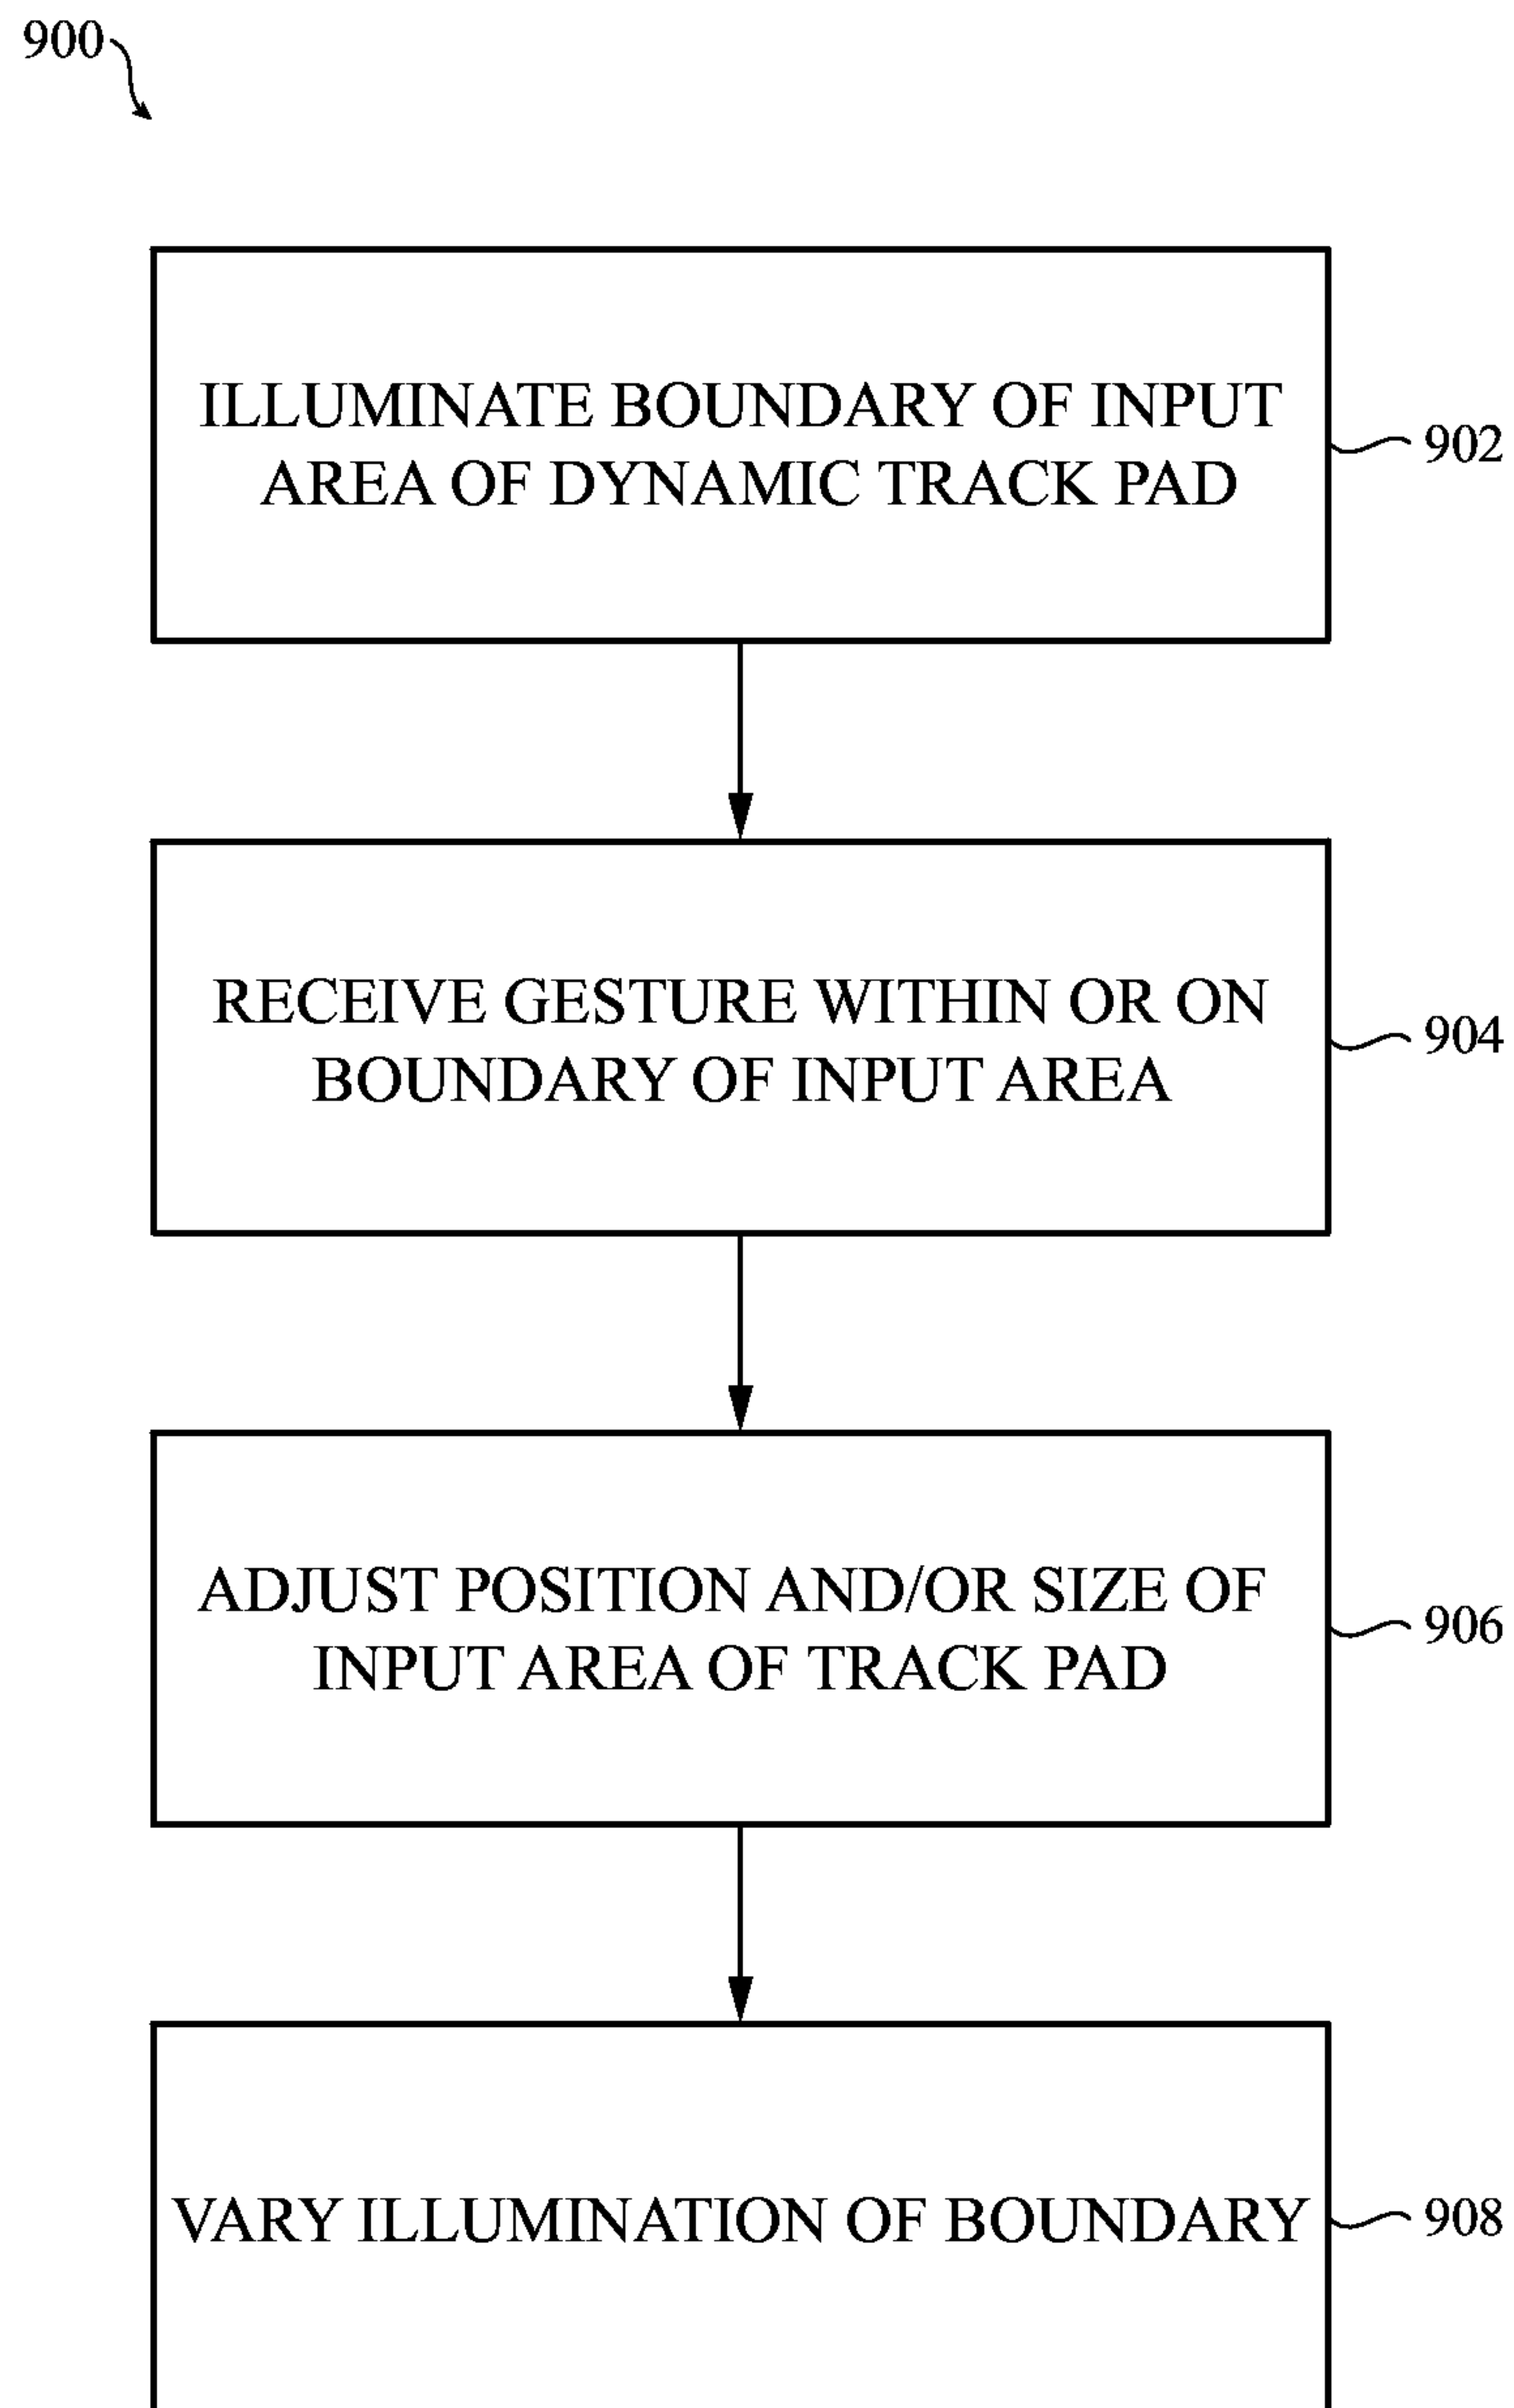 900
ILLUMINATE BOUNDARY OF INPUT
AREA OF DYNAMIC TRACK PAD
902
RECEIVE GESTURE WITHIN OR ON
BOUNDARY OF INPUT AREA
904
ADJUST POSITION AND/OR SIZE OF
INPUT AREA OF TRACK PAD
906
VARY ILLUMINATION OF BOUNDARY
908